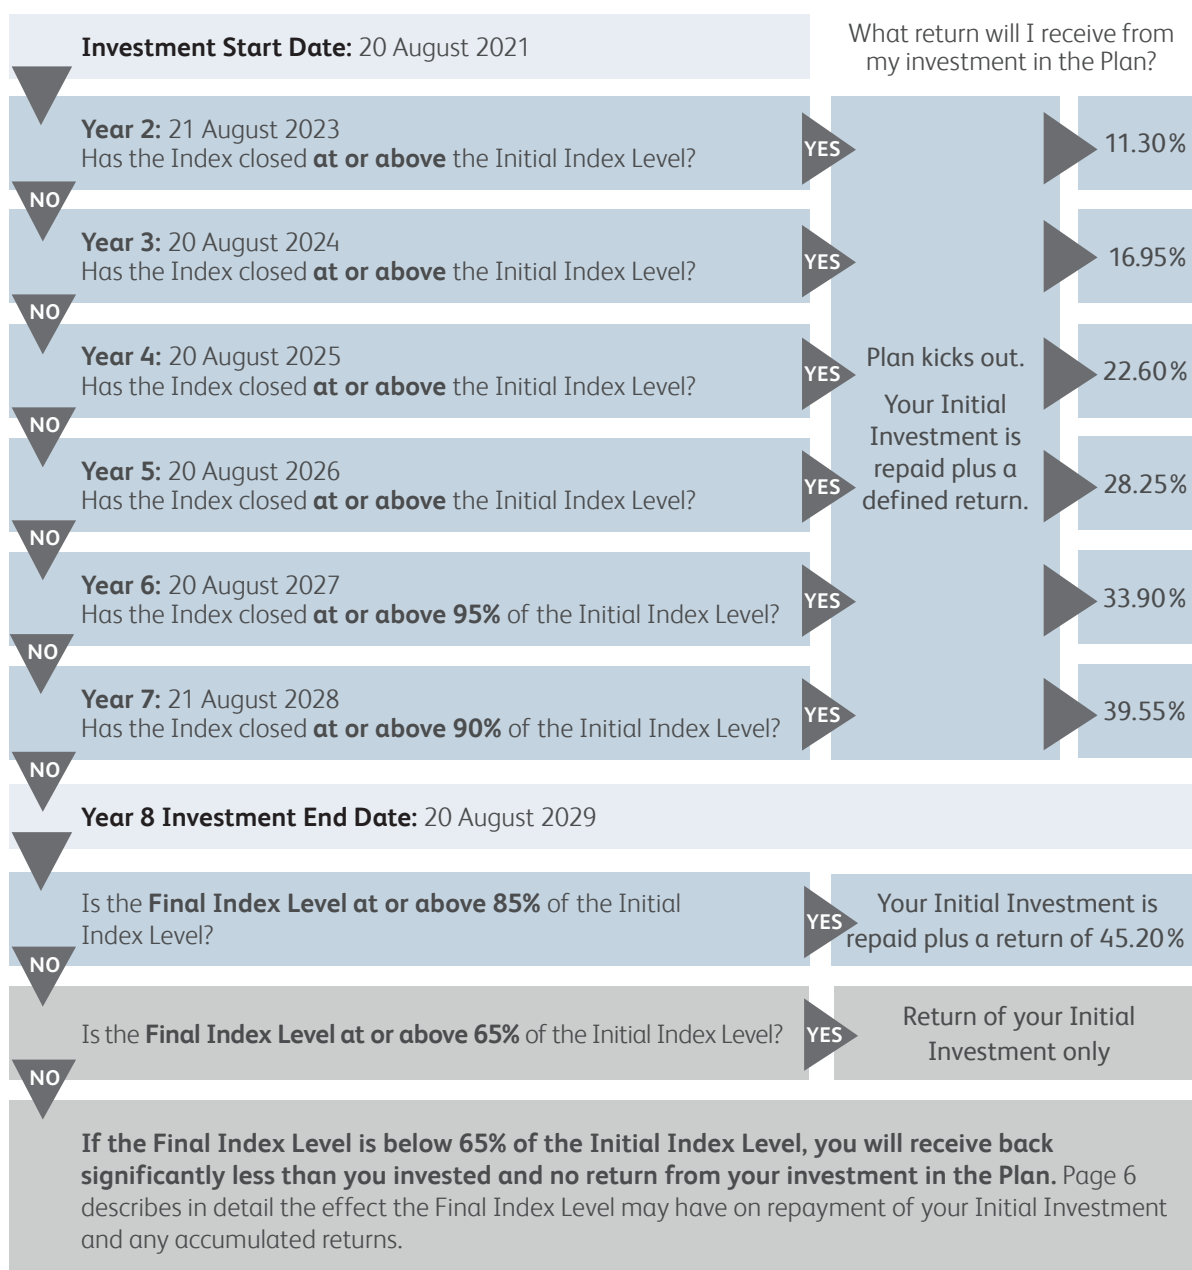 Investment Start Date: 20 August 2021
What return will I receive from
my investment in the Plan?
Year 2: 21 August 2023
Has the Index closed at or above the Initial Index Level?
YES
11.30%
NO
Year 3: 20 August 2024
Has the Index closed at or above the Initial Index Level?
YES
16.95%
NO
Year 4: 20 August 2025
Has the Index closed at or above the Initial Index Level?
YES
Plan kicks out.
Your Initial
Investment is
repaid plus a
defined return.
22.60%
NO
Year 5: 20 August 2026
Has the Index closed at or above the Initial Index Level?
YES
28.25%
NO
Year 6: 20 August 2027
Has the Index closed at or above 95% of the Initial Index Level?
YES
33.90%
NO
Year 7: 21 August 2028
Has the Index closed at or above 90% of the Initial Index Level?
YES
39.55%
NO
Year 8 Investment End Date: 20 August 2029
Is the Final Index Level at or above 85% of the Initial
Index Level?
YES
Your Initial Investment is
repaid plus a return of 45.20%
NO
Is the Final Index Level at or above 65% of the Initial Index Level?
YES
Return of your Initial
Investment only
NO
If the Final Index Level is below 65% of the Initial Index Level, you will receive back
significantly less than you invested and no return from your investment in the Plan. Page 6
describes in detail the effect the Final Index Level may have on repayment of your Initial Investment
and any accumulated returns.